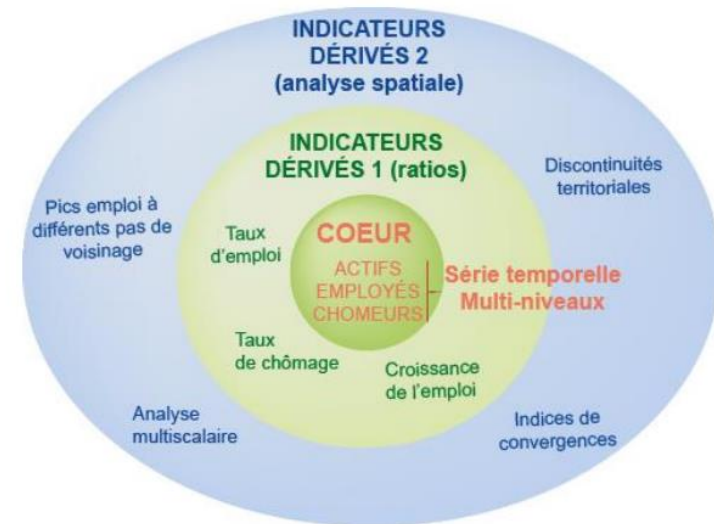 INDICATEURS
DÉRIVÉS 2
(analyse spatiale)
INDICATEURS
DÉRIVÉS 1 (ratios)
Discontinuités
territoriales
Pics emploi à
différents pas de
voisinage
Taux
d'emploi
COEUR
ACTIFS
EMPLOYÉS
CHOMEURS
Série temporelle
Multi-niveaux
Taux
de chômage
Croissance
de l'emploi
Analyse
multiscalaire
Indices de
convergences